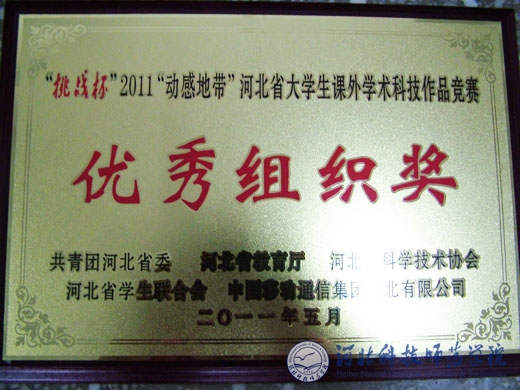 “挑战杯”2011“动感地带”河北省大学生课外学术科技作品竞赛
优秀组织奖
共青团河北省委 河北省教育厅 河北 科学技术协会
河北省学生联合会 中国移动通信集团 北有限公司
二〇一一年五月
河北科技师范学院